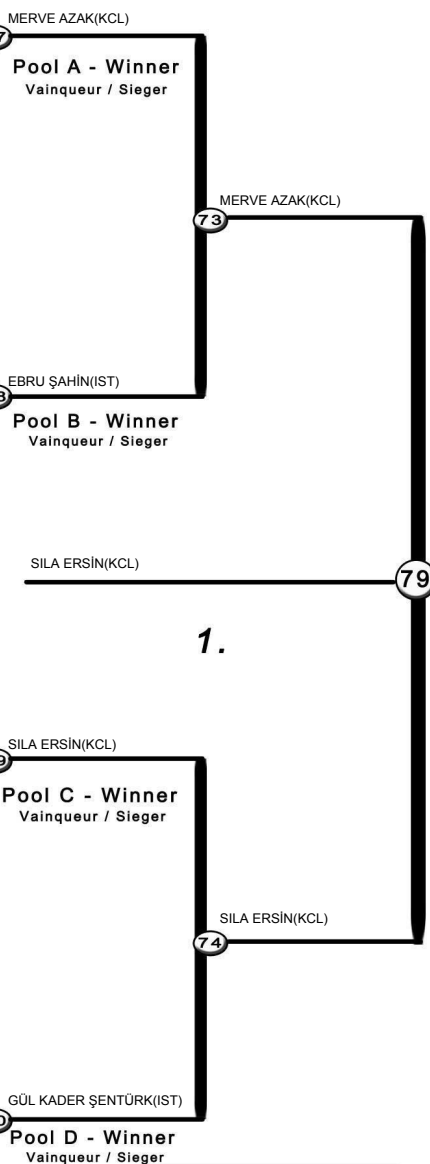 MERVE AZAK(KCL)
Pool A - Winner
Vainqueur / Sieger
MERVE AZAK(KCL)
73
EBRU ŞAHİN(IST)
Pool B - Winner
Vainqueur / Sieger
SILA ERSİN(KCL)
79
1.
SILA ERSİN(KCL)
Pool C - Winner
Vainqueur / Sieger
SILA ERSİN(KCL)
74
GÜL KADER ŞENTÜRK(IST)
Pool D - Winner
Vainqueur / Sieger